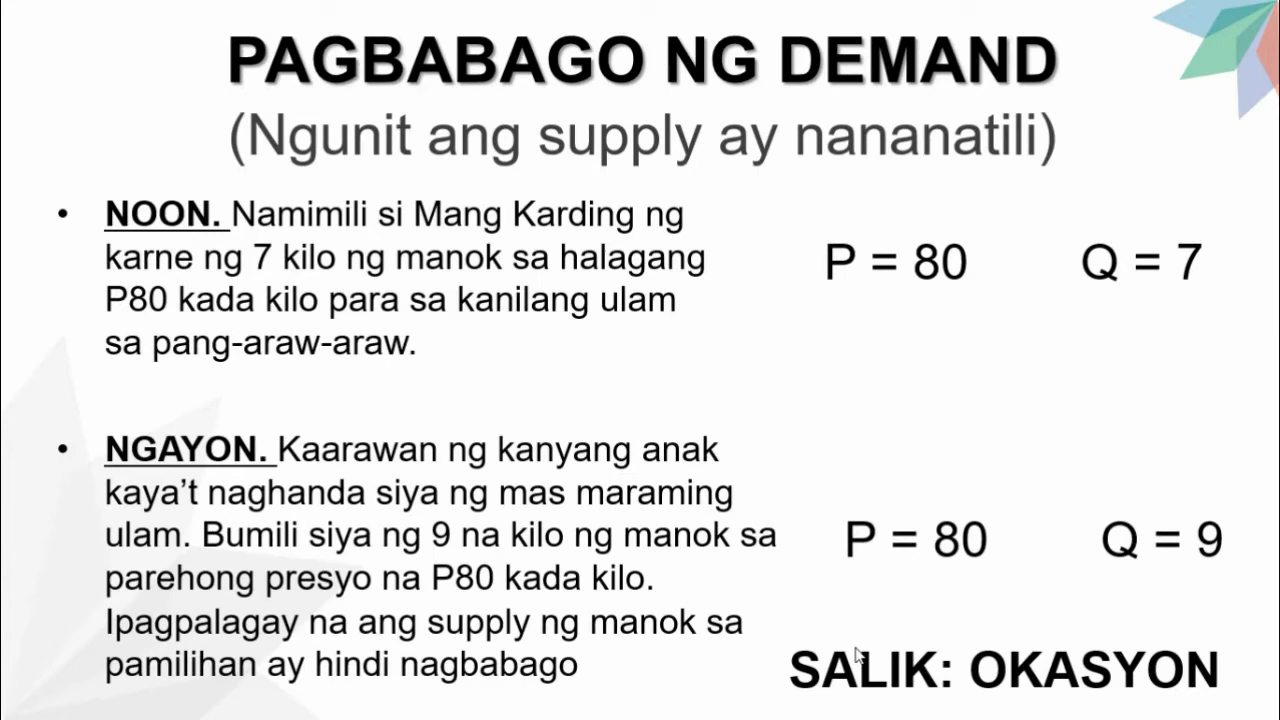 PAGBABAGO NG DEMAND
(Ngunit ang supply ay nananatili)
• NOON. Namimili si Mang Karding ng
karne ng 7 kilo ng manok sa halagang
P80 kada kilo para sa kanilang ulam
sa pang-araw-araw.
P = 80 Q = 7
• NGAYON. Kaarawan ng kanyang anak
kaya’t naghanda siya ng mas maraming
ulam. Bumili siya ng 9 na kilo ng manok sa
parehong presyo na P80 kada kilo.
Ipagpalagay na ang supply ng manok sa
pamilihan ay hindi nagbabago
P = 80 Q = 9
SALIK: OKASYON